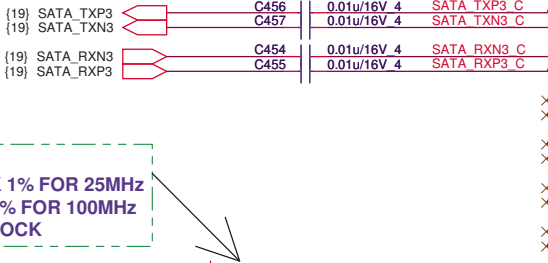 {19} SATA_TXP3 C456 0.01u/16V_4 SATA_TXP3_C
{19} SATA_TXN3 C457 0.01u/16V_4 SATA_TXN3_C
{19} SATA_RXN3 C454 0.01u/16V_4 SATA_RXN3_C
{19} SATA_RXP3 C455 0.01u/16V_4 SATA_RXP3_C
1% FOR 25MHz
% FOR 100MHz
OCK